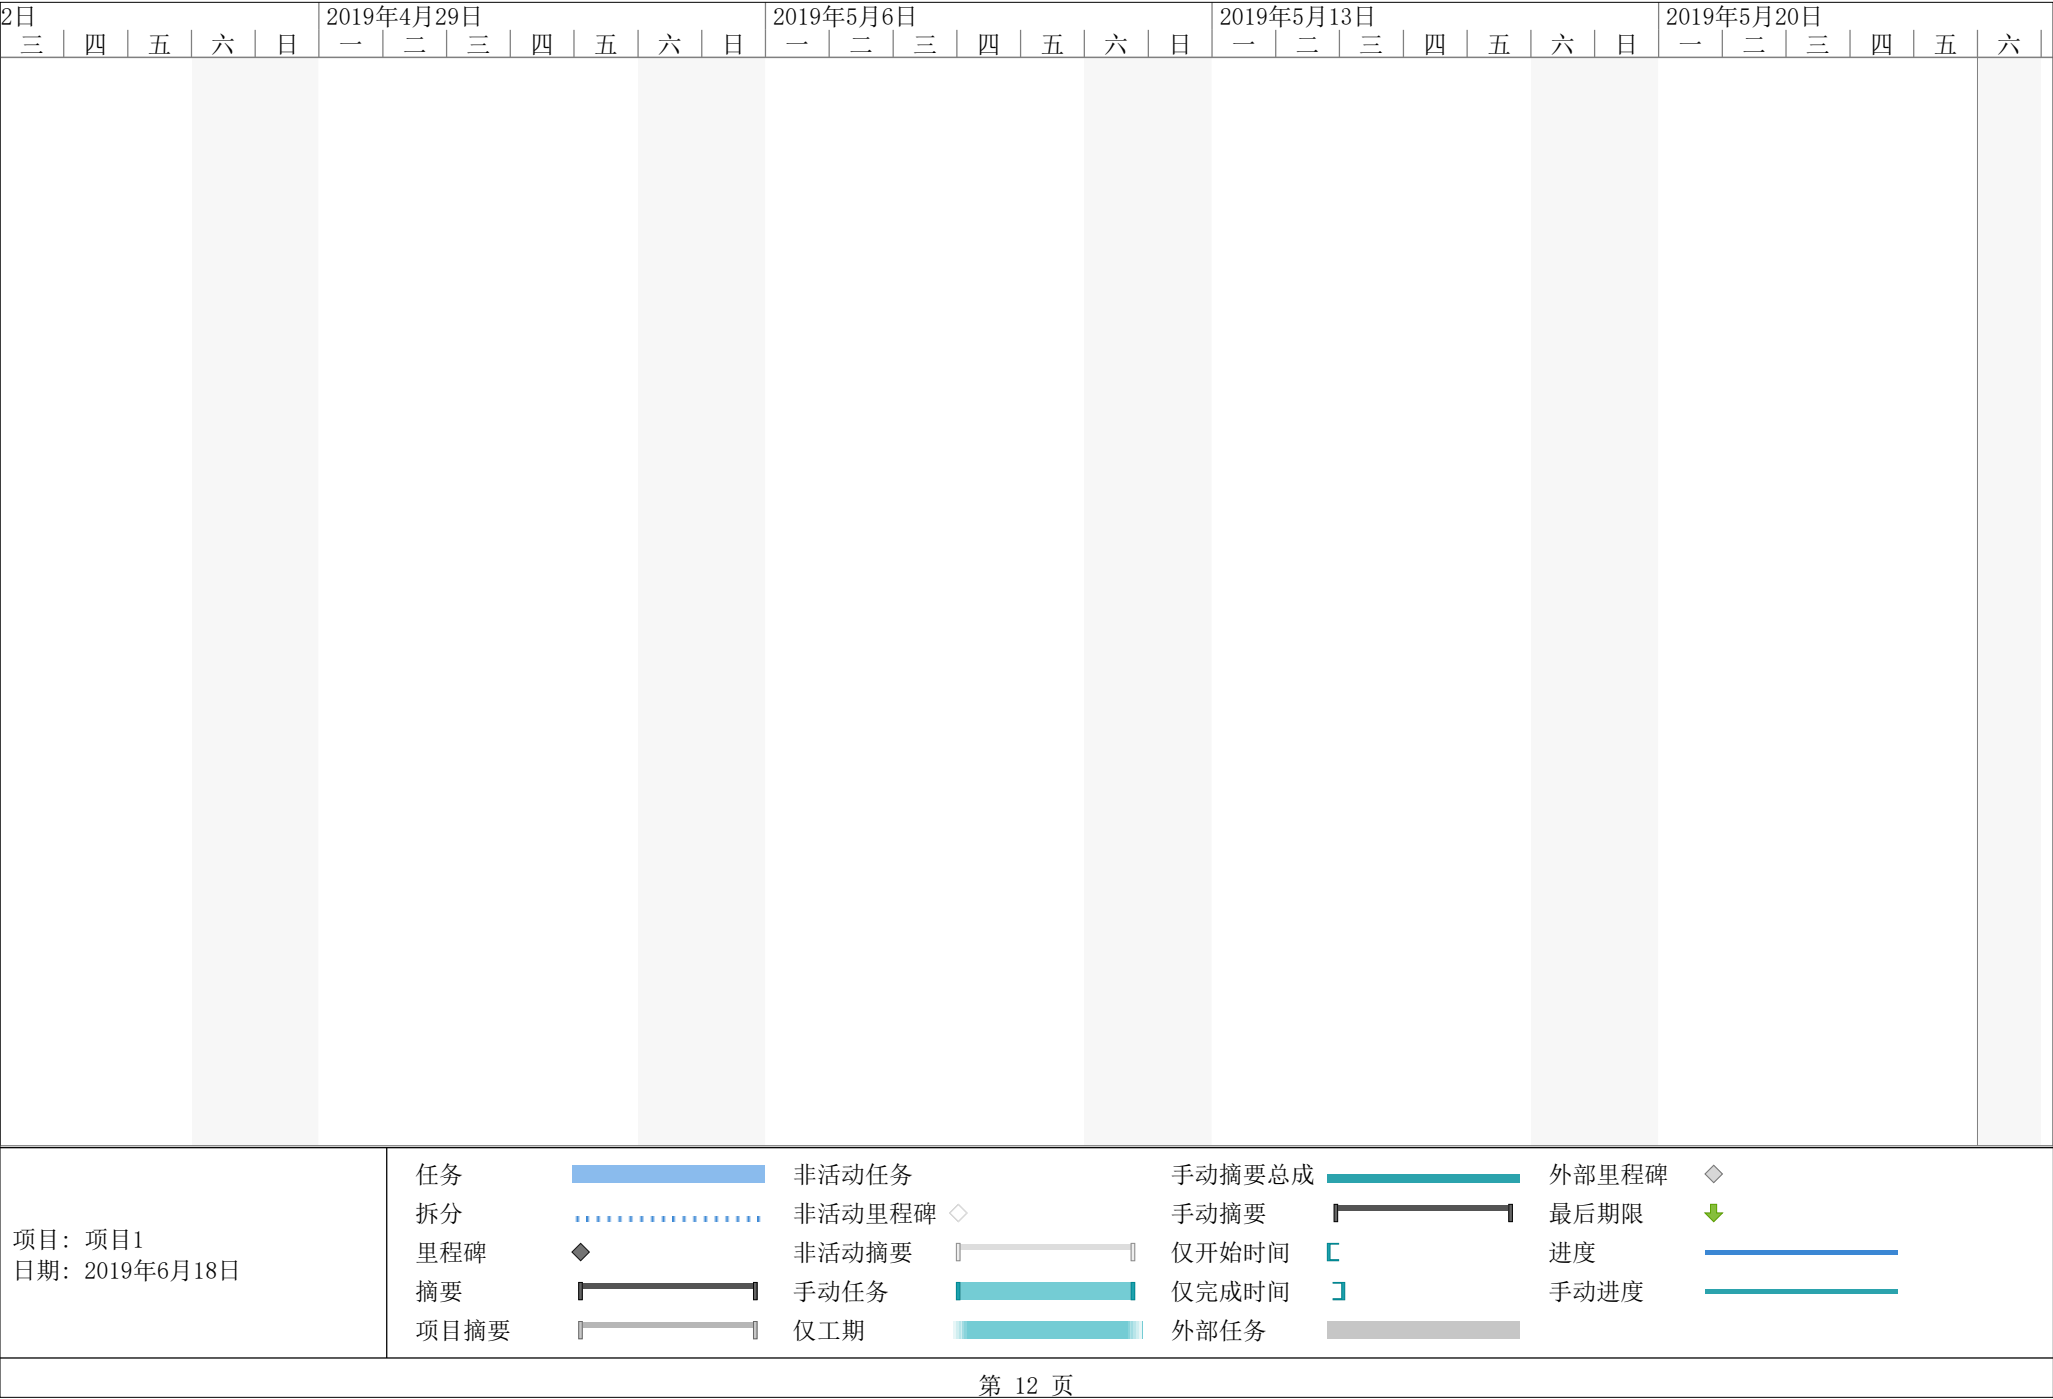 2日 2019年4月29日 2019年5月6日 2019年5月13日 2019年5月20日
三 四 五 六 日 一 二 三 四 五 六 日 一 二 三 四 五 六 日 一 二 三 四 五 六 日 一 二 三 四 五 六
项目: 项目1
日期: 2019年6月18日
任务
拆分
里程碑
摘要
项目摘要
非活动任务
非活动里程碑
非活动摘要
手动任务
仅工期
手动摘要总成
手动摘要
仅开始时间
仅完成时间
外部任务
外部里程碑
最后期限
进度
手动进度
第 12 页